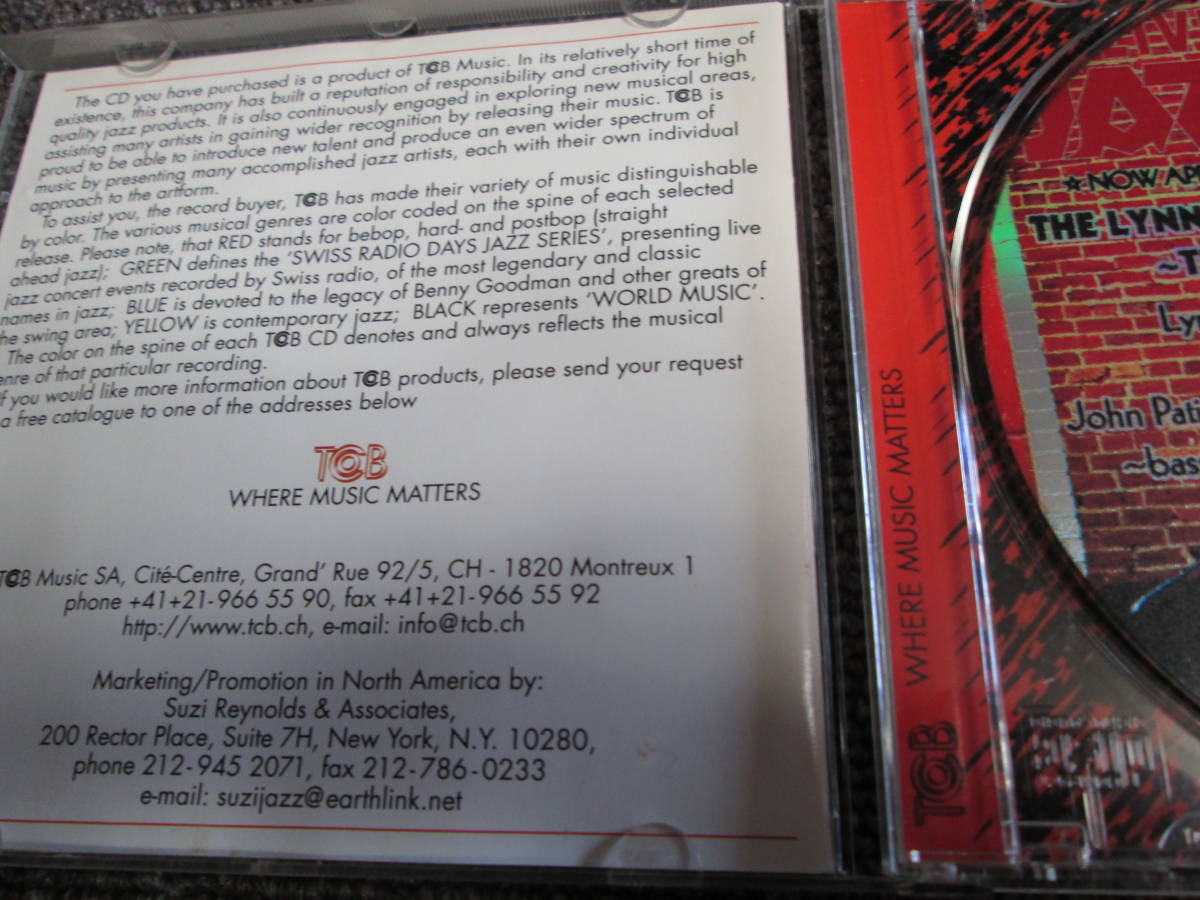 The CD you have purchased is a product of TCB Music. In its relatively short time of
existence, this company has built a reputation of responsibility and creativity for high
quality jazz products. It is also continuously engaged in exploring new musical areas,
assisting many artists in gaining wider recognition by releasing their music. TCB is
proud to be able to introduce new talent and produce an even wider spectrum of
music by presenting many accomplished jazz artists, each with their own individual
approach to the artform.
To assist you, the record buyer, TCB has made their variety of music distinguishable
by color. The various musical genres are color coded on the spine of each selected
release. Please note, that RED stands for bebop, hard- and postbop (straight
ahead jazz); GREEN defines the 'SWISS RADIO DAYS JAZZ SERIES', presenting live
jazz concert events recorded by Swiss radio, of the most legendary and classic
names in jazz; BLUE is devoted to the legacy of Benny Goodman and other greats of
he swing area; YELLOW is contemporary jazz; BLACK represents 'WORLD MUSIC'.
The color on the spine of each TCB CD denotes and always reflects the musical
enre of that particular recording.
f you would like more information about TCB products, please send your request
a free catalogue to one of the addresses below
TCB
WHERE MUSIC MATTERS
TCB Music SA, Cité-Centre, Grand' Rue 92/5, CH - 1820 Montreux 1
phone +41+21-966 55 90, fax +41+21-966 55 92
http://www.tcb.ch, e-mail: info@tcb.ch
Marketing/Promotion in North America by:
Suzi Reynolds & Associates,
200 Rector Place, Suite 7H, New York, N.Y. 10280,
phone 212-945 2071, fax 212-786-0233
e-mail: suzijazz@earthlink.net
TCB WHERE MUSIC MATTERS
JAZ
NOW AP
THE LYNN
~T
Ly
John Pati
~bas